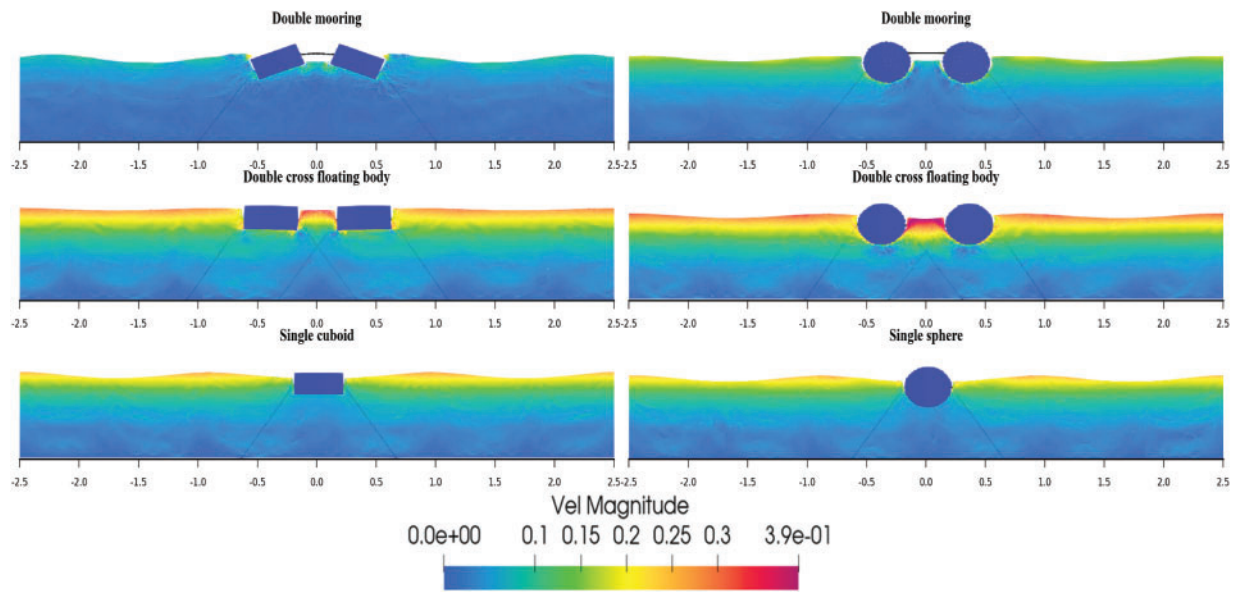 Double mooring
Double mooring
-2.5 -2.0 -1.5 -1.0 -0.5 0.0 0.5 1.0 1.5 2.0 2.5
-2.5 -2.0 -1.5 -1.0 -0.5 0.0 0.5 1.0 1.5 2.0 2.5
Double cross floating body
Double cross floating body
-2.5 -2.0 -1.5 -1.0 -0.5 0.0 0.5 1.0 1.5 2.0 2.5
-2.5 -2.0 -1.5 -1.0 -0.5 0.0 0.5 1.0 1.5 2.0 2.5
Single cuboid
Single sphere
-2.5 -2.0 -1.5 -1.0 -0.5 0.0 0.5 1.0 1.5 2.0 2.5
-2.5 -2.0 -1.5 -1.0 -0.5 0.0 0.5 1.0 1.5 2.0 2.5
Vel Magnitude
0.0e+00 0.1 0.15 0.2 0.25 0.3 3.9e-01